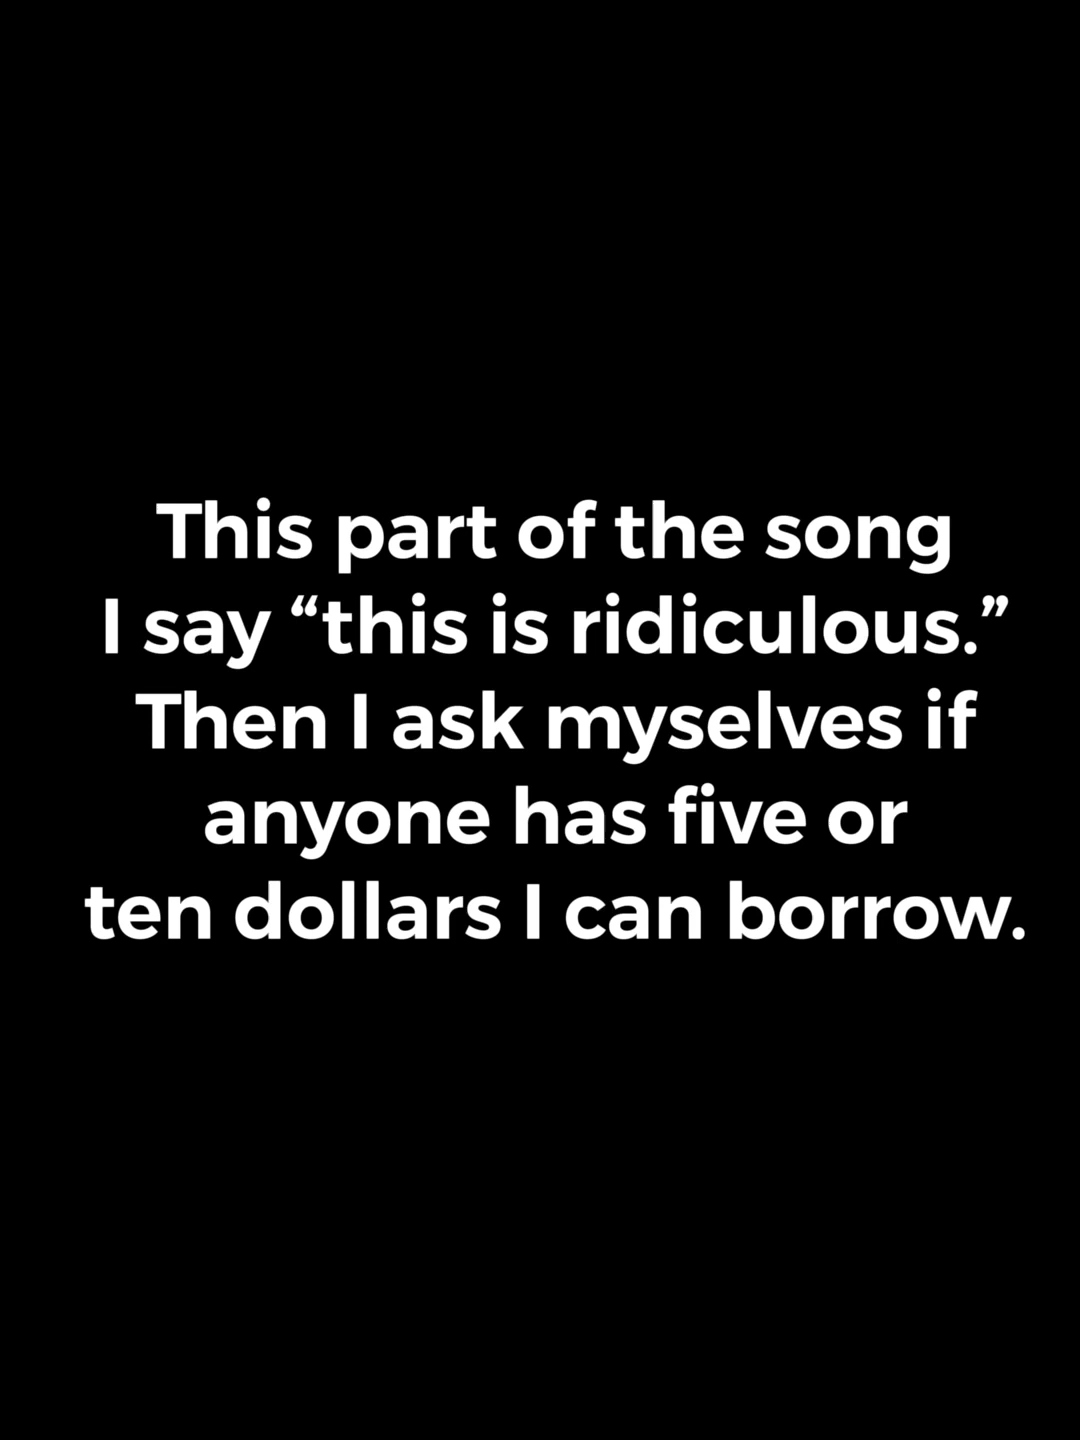 This part of the song
I say “this is ridiculous.”
Then I ask myselves if
anyone has five or
ten dollars I can borrow.